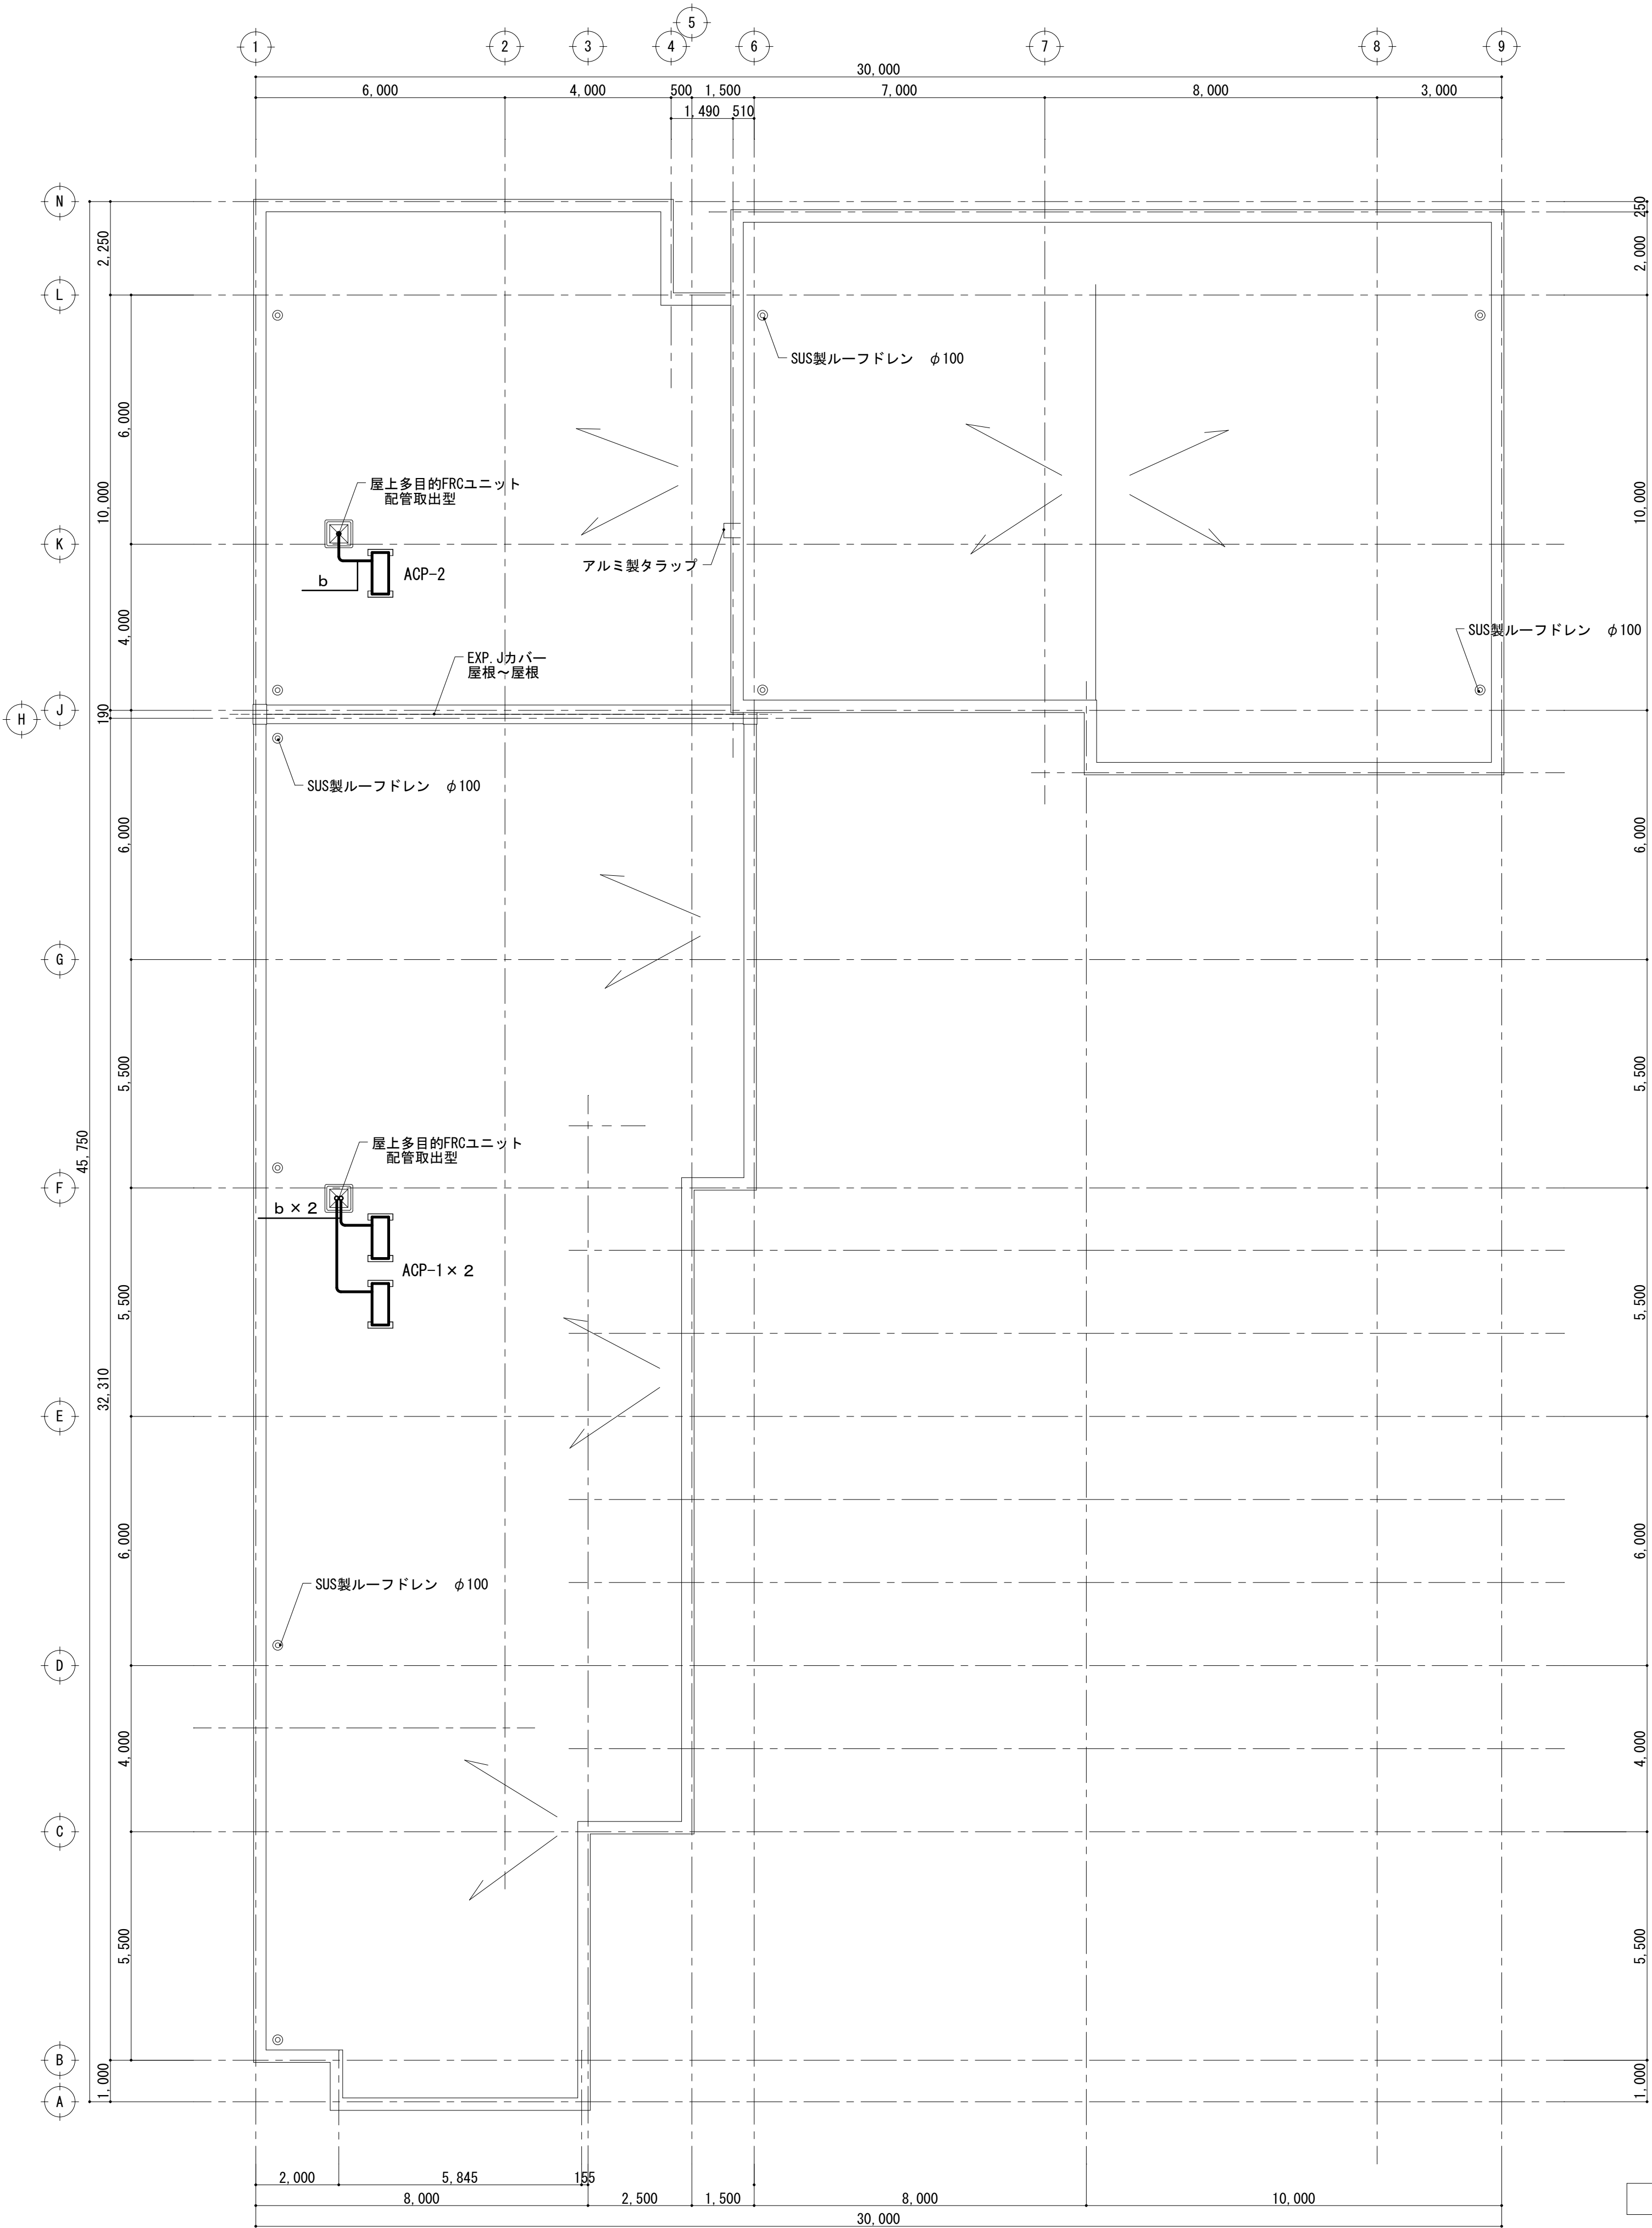 5
1
2
3
4
6
7
8
9
30,000
6,000
4,000
500
1,500
7,000
8,000
3,000
1,490
510
N
250
2,250
2,000
L
SUS製ルーフドレン φ100
6,000
屋上多目的FRCユニット
配管取出型
10,000
10,000
K
アルミ製タラップ
ACP-2
b
4,000
SUS製ルーフドレン φ100
EXP.Jカバー
屋根~屋根
J
H
190
SUS製ルーフドレン φ100
6,000
6,000
G
5,500
5,500
屋上多目的FRCユニット
配管取出型
45,750
F
b×2
ACP-1×2
5,500
5,500
32,310
E
6,000
6,000
SUS製ルーフドレン φ100
D
4,000
4,000
C
5,500
5,500
B
1,000
1,000
A
2,000
5,845
155
8,000
2,500
1,500
8,000
10,000
30,000